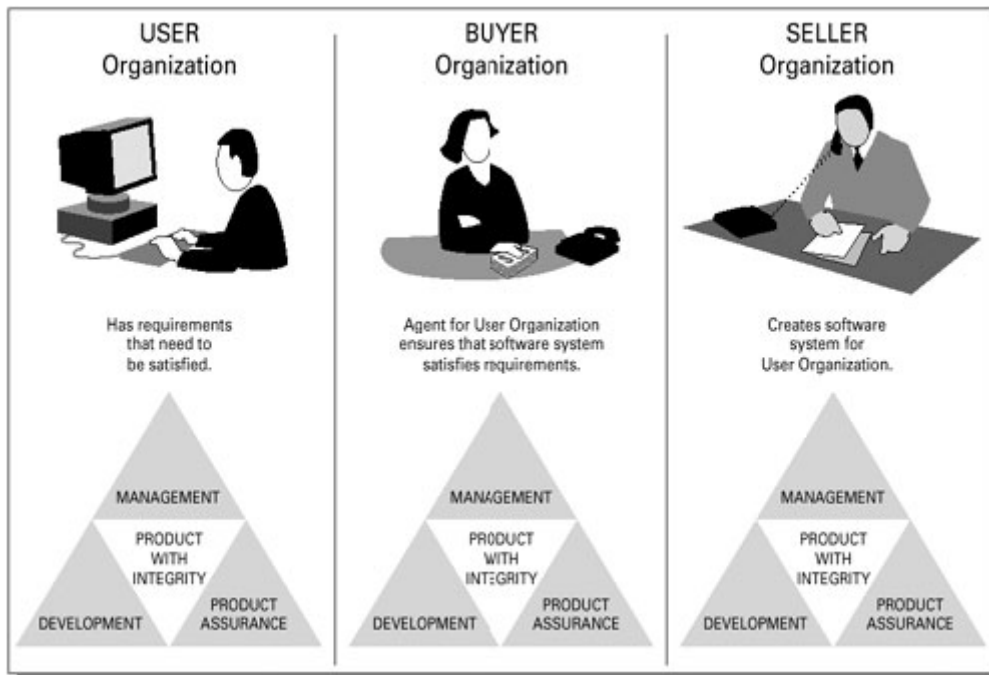 USER
Organization
Has requirements
that need to
be satisfied.
MANAGEMENT
PRODUCT
WITH
INTEGRITY
DEVELOPMENT
PRODUCT
ASSURANCE
BUYER
Organization
Agent for User Organization
ensures that software system
satisfies requirements.
MANAGEMENT
PRODUCT
WITH
INTEGRITY
DEVELOPMENT
PRODUCT
ASSURANCE
SELLER
Organization
Creates software
system for
User Organization.
MANAGEMENT
PRODUCT
WITH
INTEGRITY
DEVELOPMENT
PRODUCT
ASSURANCE